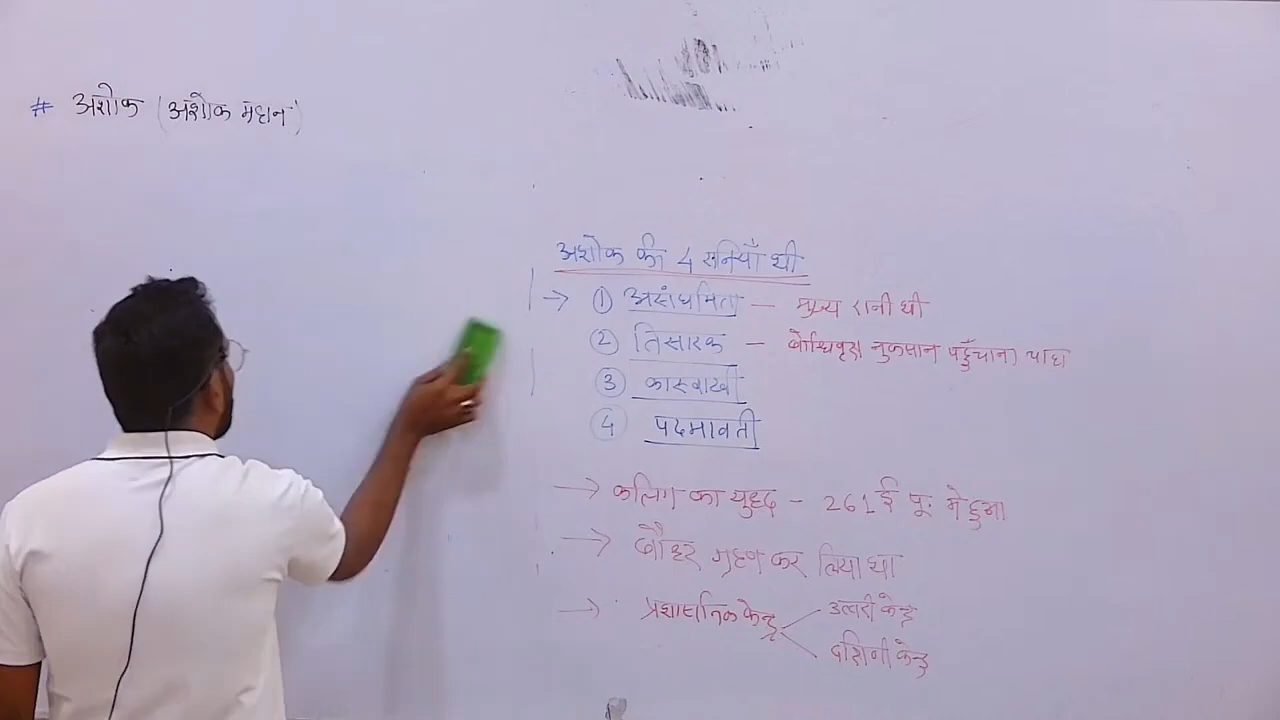 # अशोक (अशोक महान)
अशोक की 4 रानियाँ थी
→ ① असंधमिता — मुख्य रानी थी
② तिसारक — बोधिवृक्ष नुकसान पहुँचाना चाहा
③ कारुवाखी
④ पदमावती
→ कलिंग का युद्ध - 261 ई पू. मे हुआ
→ ग्रहण कर लिया था
→ प्रशासनिक केन्द्र
उत्तरी केन्द्र
दक्षिणी केन्द्र